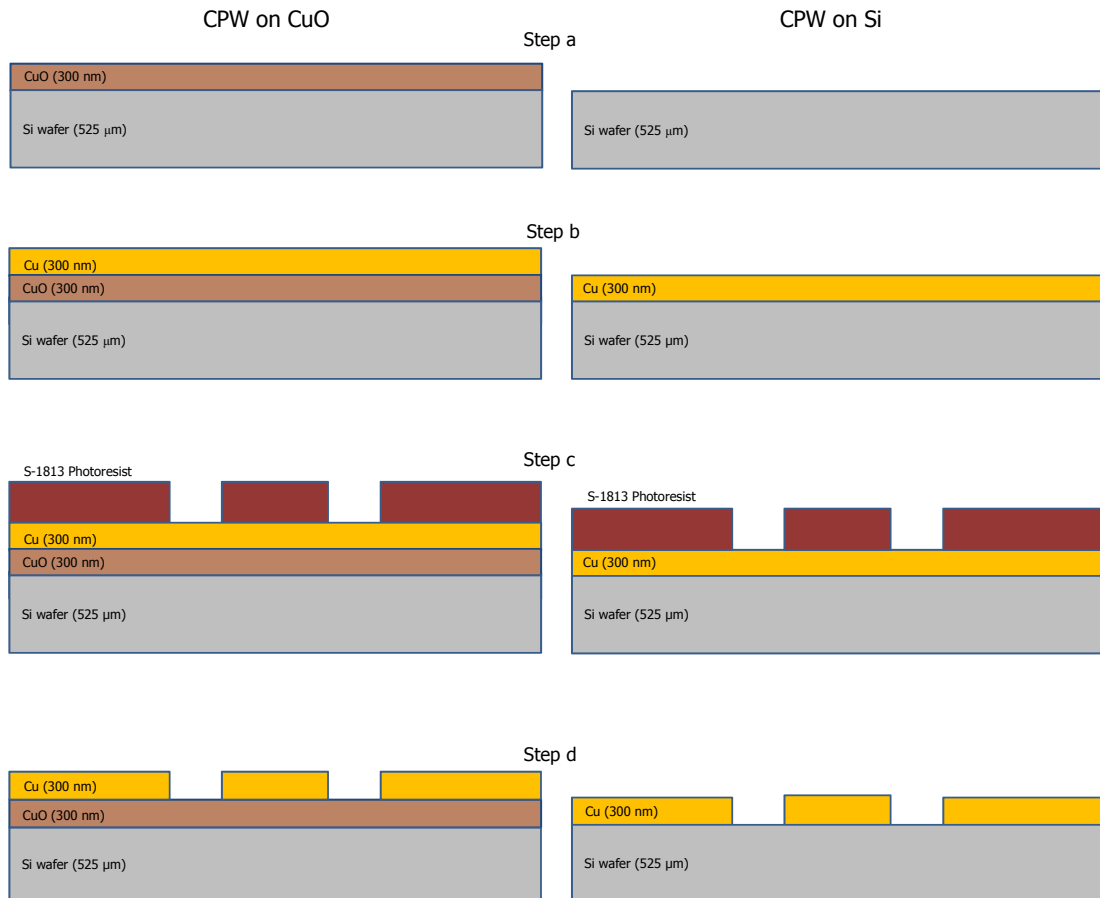 CPW on CuO
CPW on Si
Step a
CuO (300 nm)
Si wafer (525 μm)
Si wafer (525 μm)
Step b
Cu (300 nm)
CuO (300 nm)
Si wafer (525 μm)
Cu (300 nm)
Si wafer (525 µm)
Step c
S-1813 Photoresist
Cu (300 nm)
CuO (300 nm)
Si wafer (525 µm)
S-1813 Photoresist
Cu (300 nm)
Si wafer (525 µm)
Step d
Cu (300 nm)
CuO (300 nm)
Si wafer (525 µm)
Cu (300 nm)
Si wafer (525 µm)